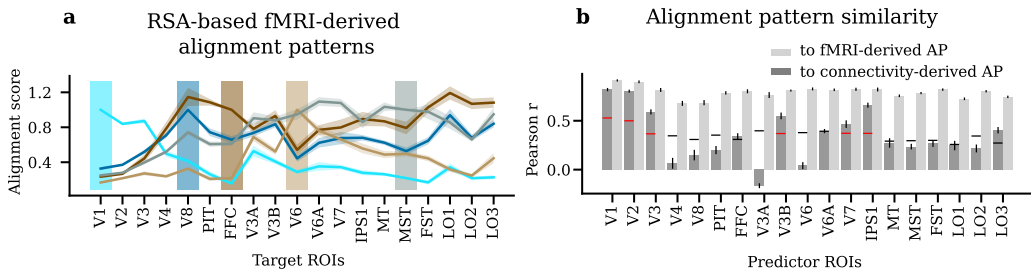 a
RSA-based fMRI-derived
alignment patterns
Alignment score
1.2
0.8
0.4
V1
V2
V3
V4
V8
PIT
FFC
V3A
V3B
V6
V6A
V7
IPS1
MT
MST
FST
LO1
LO2
LO3
Target ROIs
b
Alignment pattern similarity
to fMRI-derived AP
to connectivity-derived AP
Pearson r
0.5
0.0
V1
V2
V3
V4
V8
PIT
FFC
V3A
V3B
V6
V6A
V7
IPS1
MT
MST
FST
LO1
LO2
LO3
Predictor ROIs